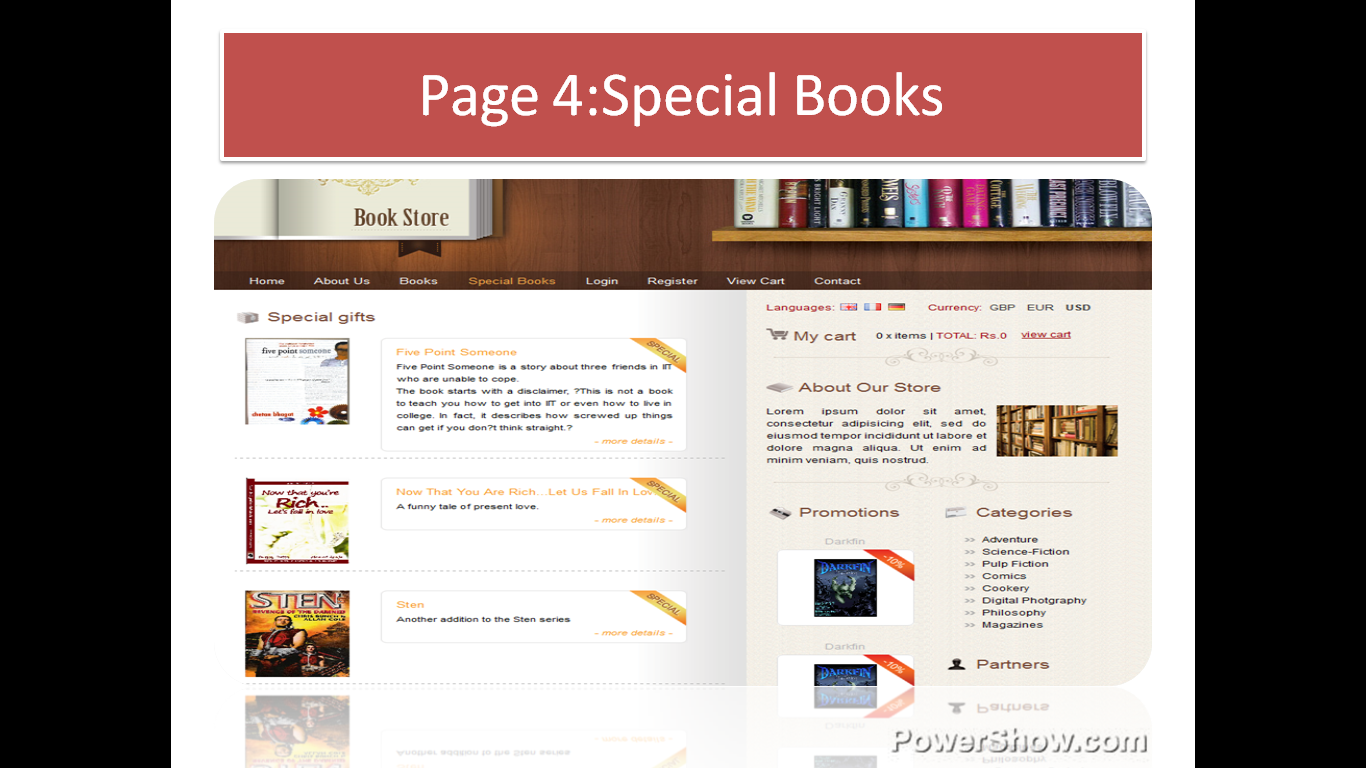 Page 4:Special Books
Book Store
Home About Us Books Special Books Login Register View Cart Contact
Special gifts
five point someone
chetan bhagat
Five Point Someone
SPECIAL
Five Point Someone is a story about three friends in IIT
who are unable to cope.
The book starts with a disclaimer, ?This is not a book
to teach you how to get into IIT or even how to live in
college. In fact, it describes how screwed up things
can get if you don?t think straight.?
- more details -
Now that you're
Rich..
Let's fall in love
Now That You Are Rich...Let Us Fall In Lov
SPECIAL
A funny tale of present love.
- more details -
STEN
REVENGE OF THE DAMNED
CHRIS BUNCH &
ALLAN COLE
Sten
SPECIAL
Another addition to the Sten series
- more details -
Languages: Currency: GBP EUR USD
My cart 0 x items | TOTAL: Rs.0 view cart
About Our Store
Lorem ipsum dolor sit amet,
consectetur adipisicing elit, sed do
eiusmod tempor incididunt ut labore et
dolore magna aliqua. Ut enim ad
minim veniam, quis nostrud.
Promotions
Darkfin
-10%
DARKFIN
Darkfin
-10%
DARKFIN
Categories
>> Adventure
>> Science-Fiction
>> Pulp Fiction
>> Comics
>> Cookery
>> Digital Photgraphy
>> Philosophy
>> Magazines
Partners
PowerShow.com